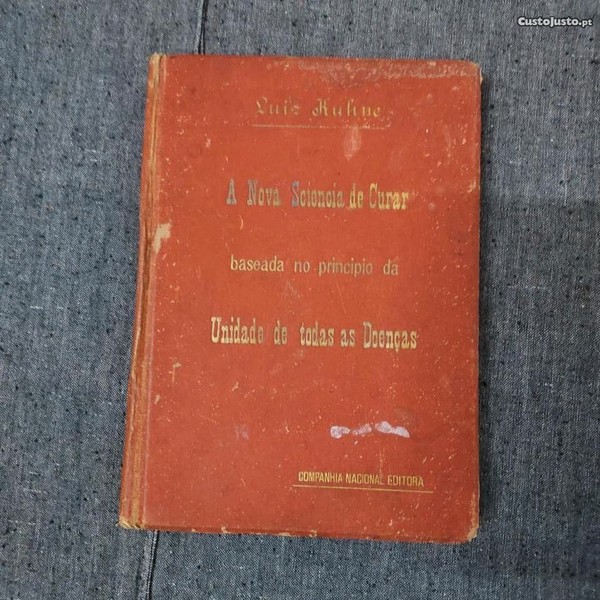 CustoJusto.pt
Luiz Kuhne
A Nova Sciencia de Curar
baseada no principio da
Unidade de todas as Doenças
COMPANHIA NACIONAL EDITORA